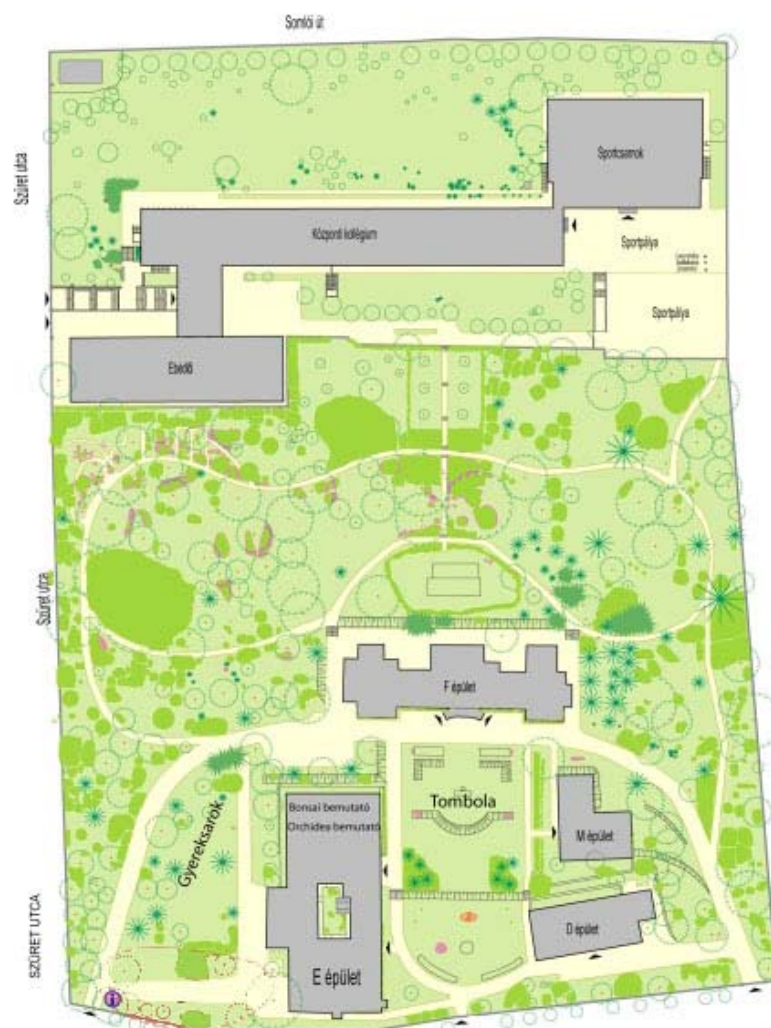 Somlói út
Szüret utca
Sportcsarnok
Központi kollégium
Sportpálya
Sportpálya
Ebédlő
Szüret utca
F épület
Bonsai bemutató
Orchidea bemutató
Tombola
Gyereksarok
M épület
D épület
E épület
SZÜRET UTCA
i